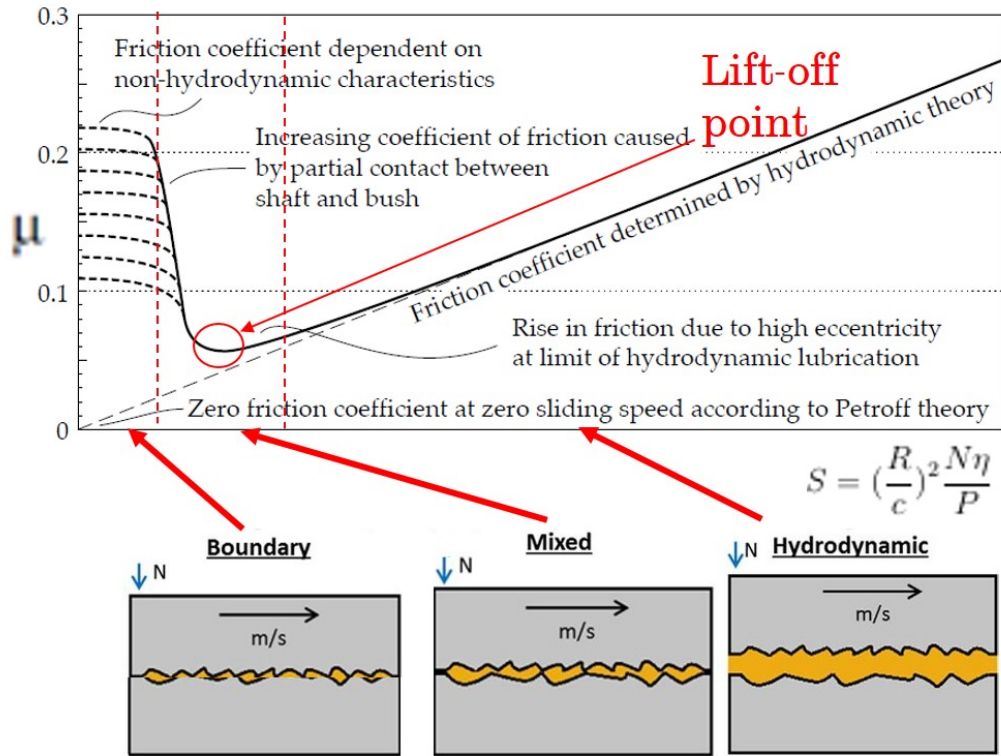 0.3
Friction coefficient dependent on
non-hydrodynamic characteristics
Lift-off
point
0.2
Increasing coefficient of friction caused
by partial contact between
shaft and bush
μ
Friction coefficient determined by hydrodynamic theory
0.1
Rise in friction due to high eccentricity
at limit of hydrodynamic lubrication
Zero friction coefficient at zero sliding speed according to Petroff theory
0
S = (R/c)² Nη/P
Boundary
N
m/s
Mixed
N
m/s
Hydrodynamic
N
m/s